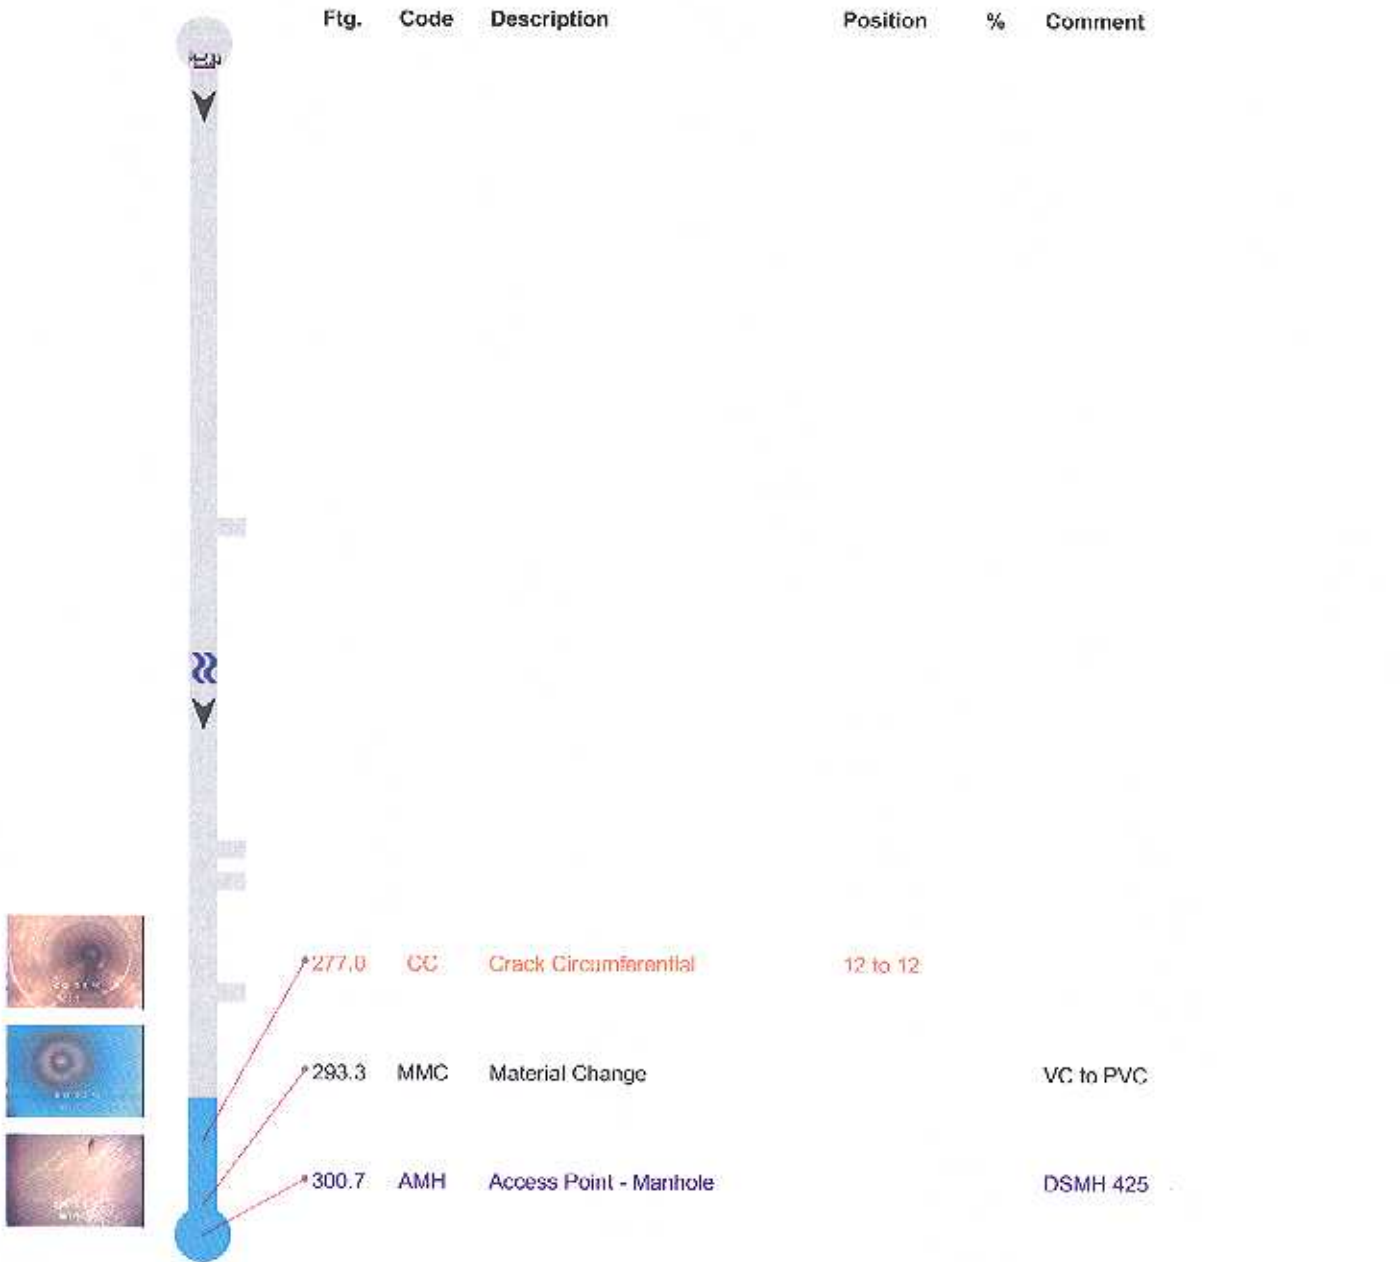 Ftg. Code Description Position % Comment
277.0 CC Crack Circumferential 12 to 12
293.3 MMC Material Change VC to PVC
300.7 AMH Access Point - Manhole DSMH 425